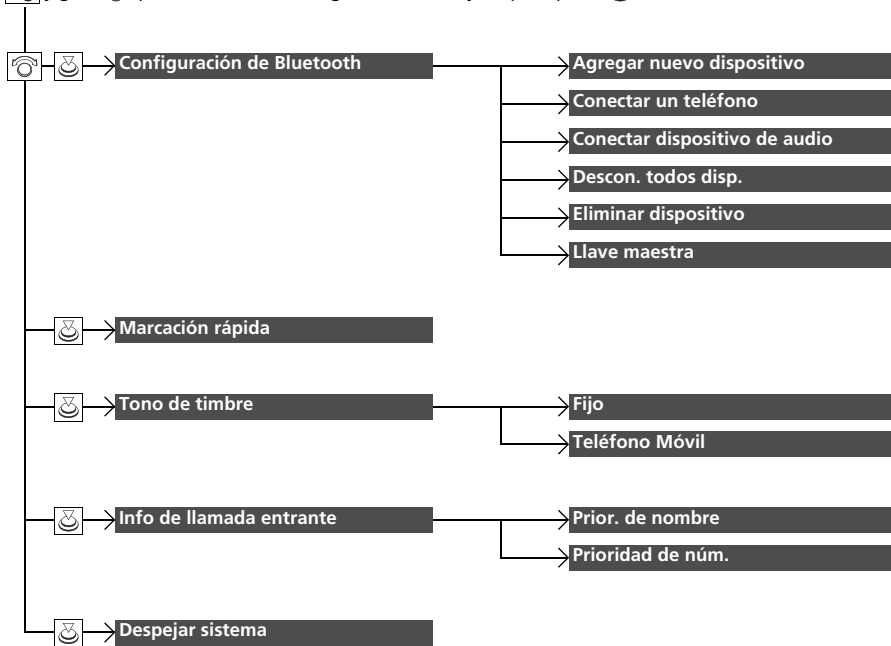 Configuración de Bluetooth
Agregar nuevo dispositivo
Conectar un teléfono
Conectar dispositivo de audio
Descon. todos disp.
Eliminar dispositivo
Llave maestra
Marcación rápida
Tono de timbre
Fijo
Teléfono Móvil
Info de llamada entrante
Prior. de nombre
Prioridad de núm.
Despejar sistema